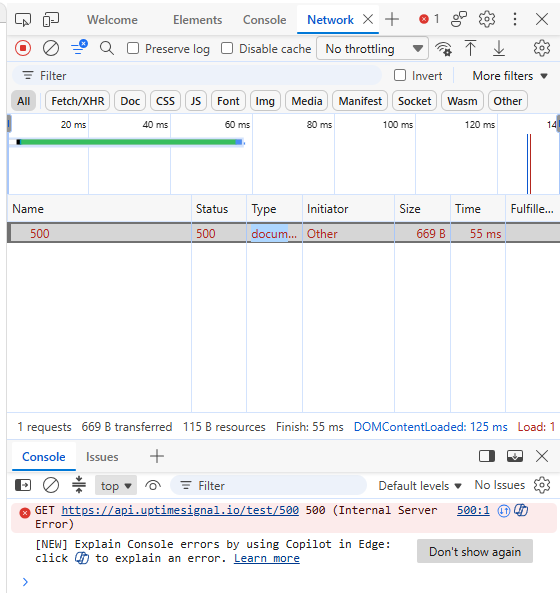 Welcome Elements Console Network 1
Preserve log Disable cache No throttling
Filter Invert More filters
All Fetch/XHR Doc CSS JS Font Img Media Manifest Socket Wasm Other
20 ms 40 ms 60 ms 80 ms 100 ms 120 ms 14
Name Status Type Initiator Size Time Fulfille...
500 500 docum... Other 669 B 55 ms
1 requests 669 B transferred 115 B resources Finish: 55 ms DOMContentLoaded: 125 ms Load: 1
Console Issues
top Filter Default levels No Issues
GET https://api.uptimesignal.io/test/500 500 (Internal Server 500:1
Error)
[NEW] Explain Console errors by using Copilot in Edge:
click to explain an error. Learn more
Don't show again